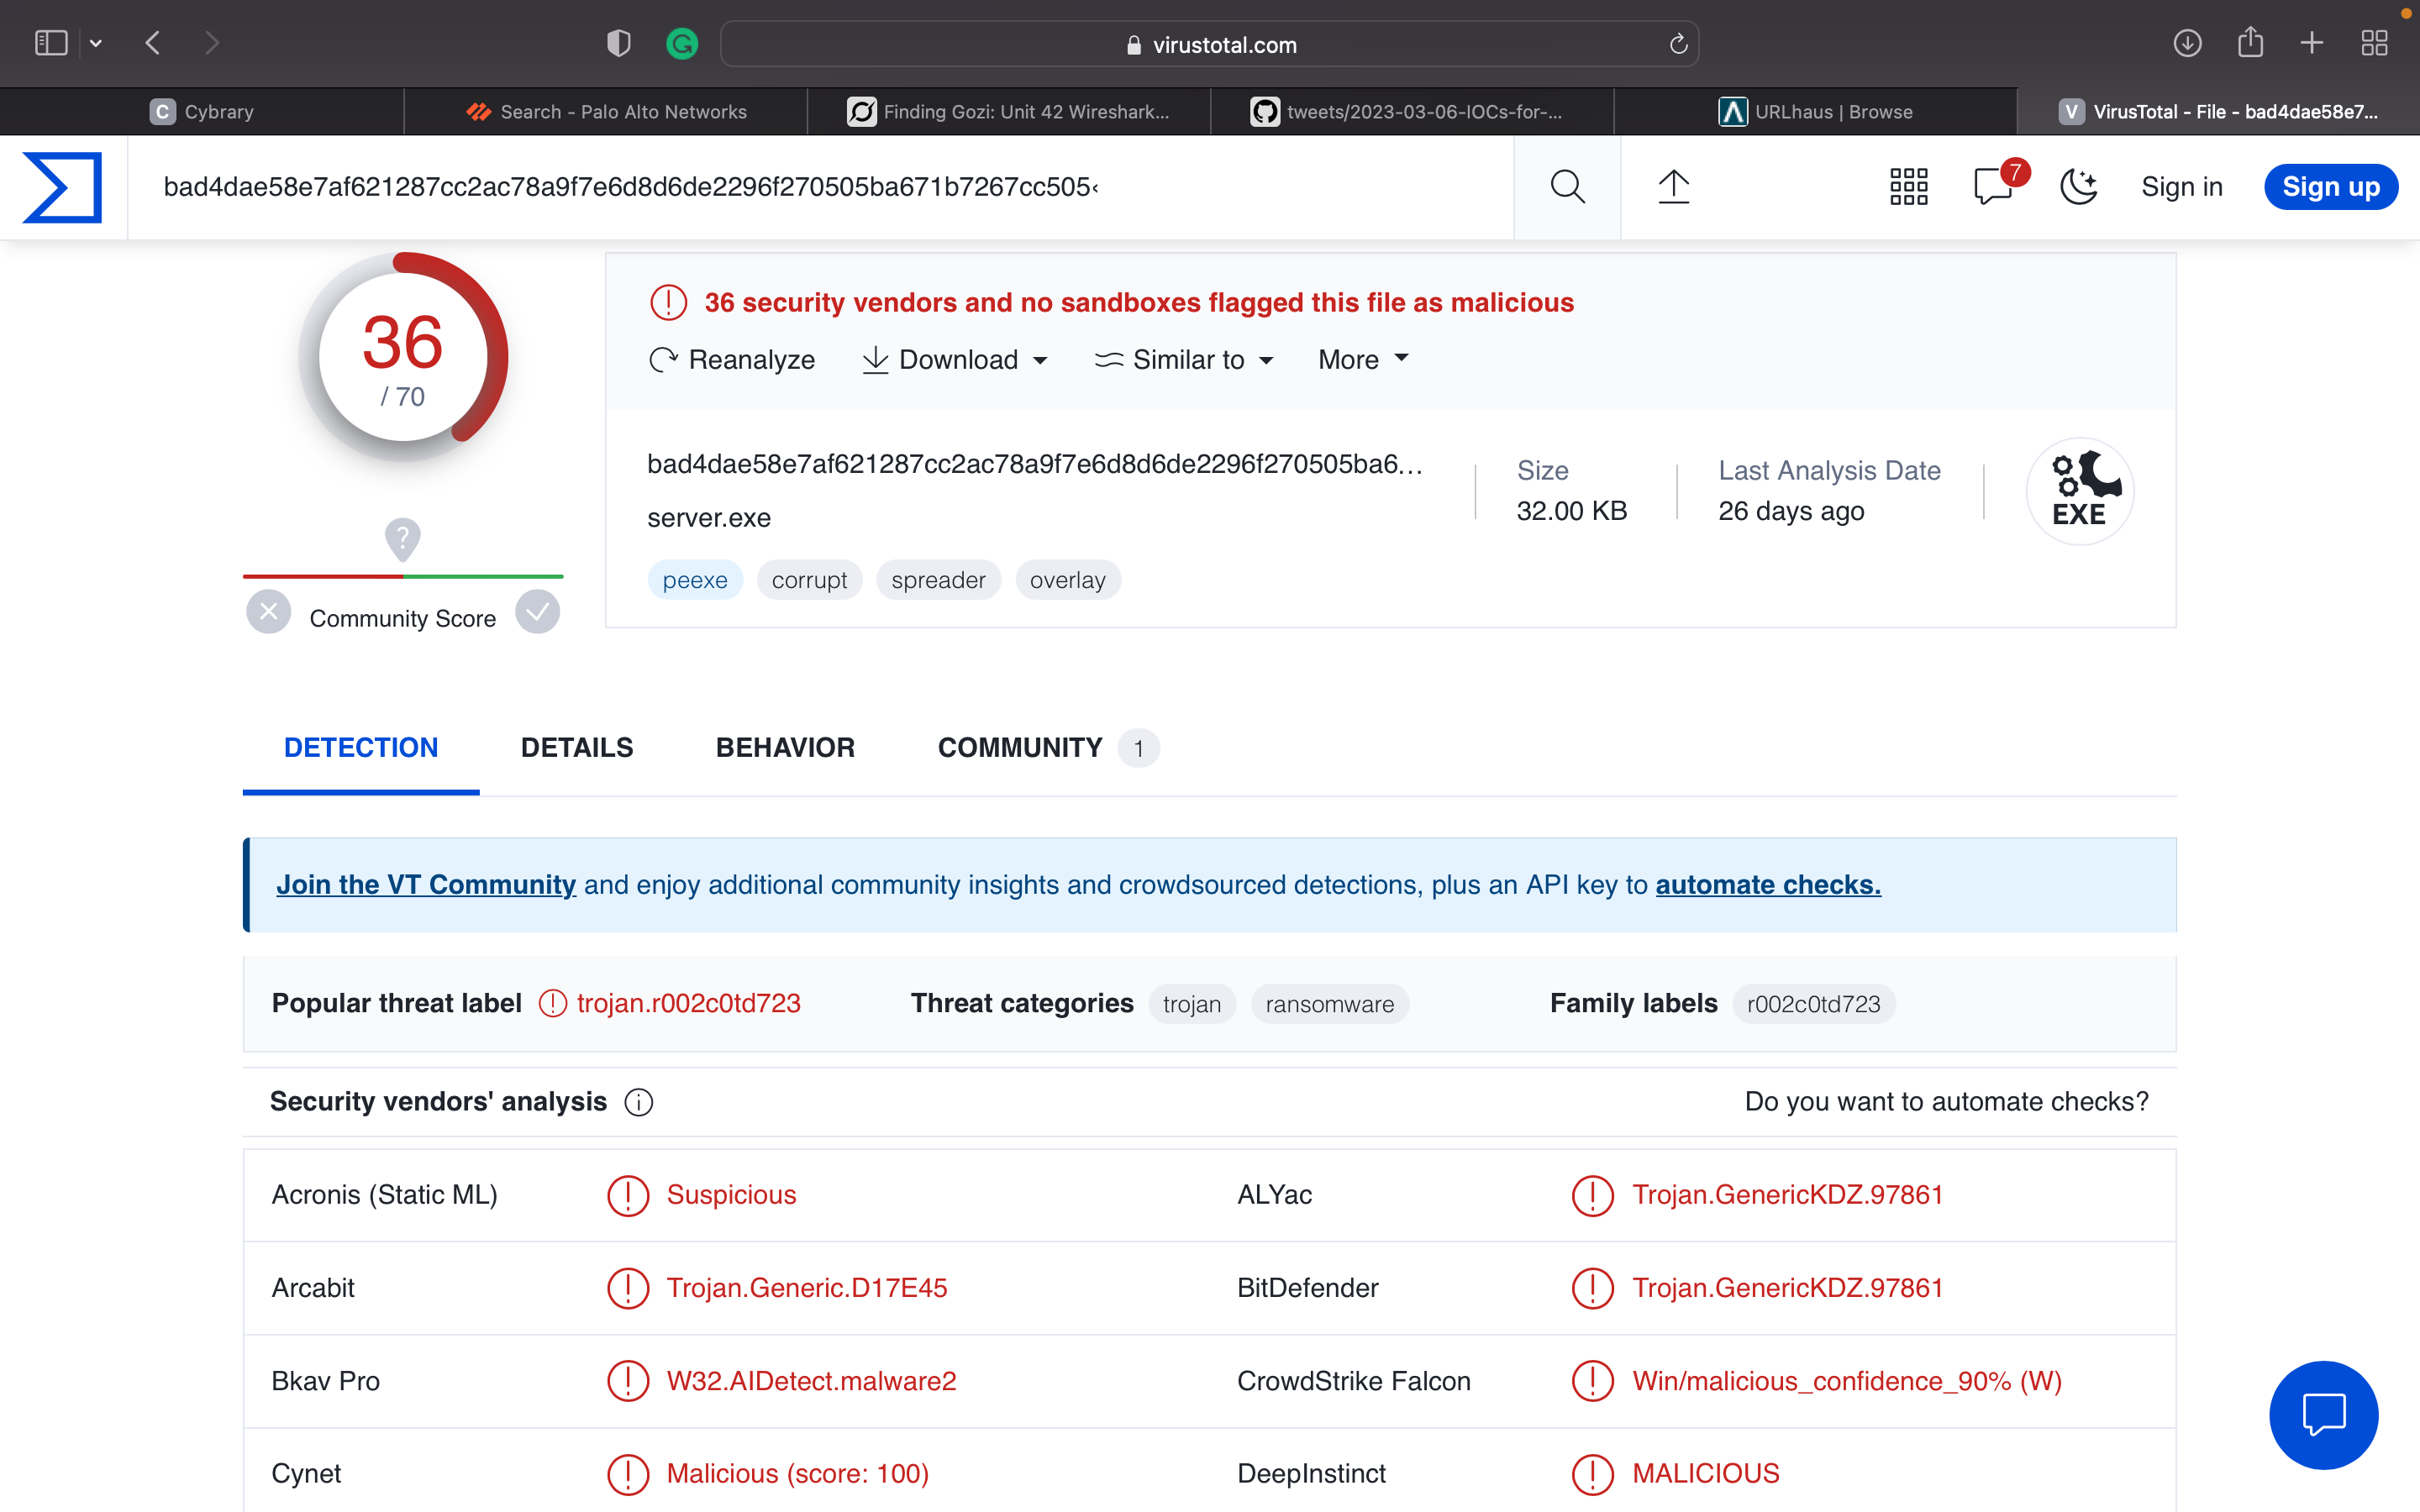 virustotal.com
C Cybrary
Search - Palo Alto Networks
Finding Gozi: Unit 42 Wireshark...
tweets/2023-03-06-IOCs-for-...
URLhaus | Browse
V VirusTotal - File - bad4dae58e7...
bad4dae58e7af621287cc2ac78a9f7e6d8d6de2296f270505ba671b7267cc505
7
Sign in
Sign up
36
/ 70
? 
Community Score
36 security vendors and no sandboxes flagged this file as malicious
Reanalyze Download Similar to More
bad4dae58e7af621287cc2ac78a9f7e6d8d6de2296f270505ba6...
server.exe
peexe corrupt spreader overlay
Size
32.00 KB
Last Analysis Date
26 days ago
EXE
DETECTION DETAILS BEHAVIOR COMMUNITY 1
Join the VT Community and enjoy additional community insights and crowdsourced detections, plus an API key to automate checks.
Popular threat label trojan.r002c0td723 Threat categories trojan ransomware Family labels r002c0td723
Security vendors' analysis Do you want to automate checks?
Acronis (Static ML) Suspicious ALYac Trojan.GenericKDZ.97861
Arcabit Trojan.Generic.D17E45 BitDefender Trojan.GenericKDZ.97861
Bkav Pro W32.AIDetect.malware2 CrowdStrike Falcon Win/malicious_confidence_90% (W)
Cynet Malicious (score: 100) DeepInstinct MALICIOUS